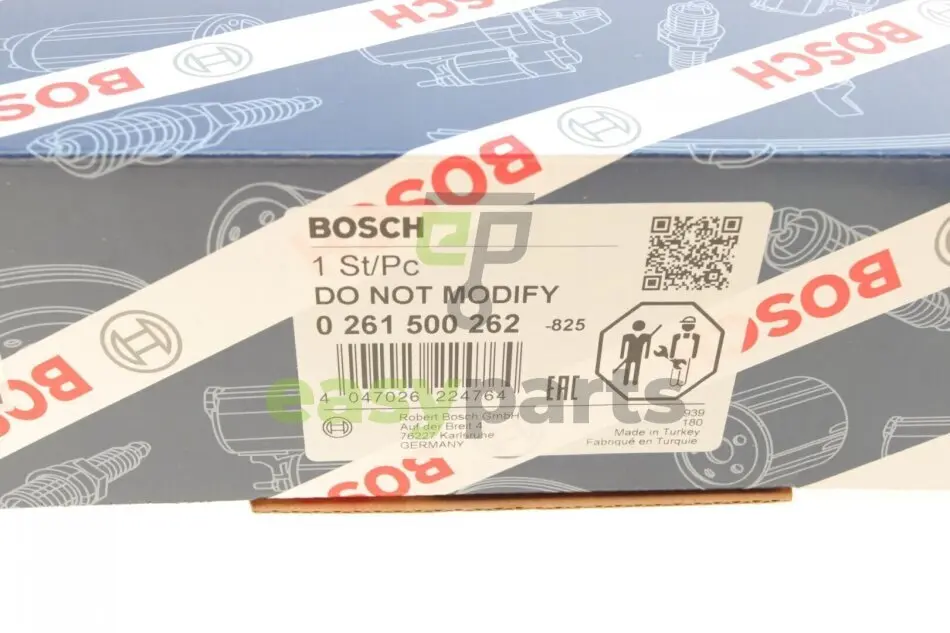 BOSCH
BOSCH
BOSCH
BOSCH
BOSCH
BOSCH
BOSCH
BOSCH
1 St/Pc
DO NOT MODIFY
0 261 500 262 -825
4 047026 224764
EAC
Robert Bosch GmbH
Auf der Breit 4
76227 Karlsruhe
GERMANY
939
180
Made in Turkey
Fabriqué en Turquie
ep
easyparts